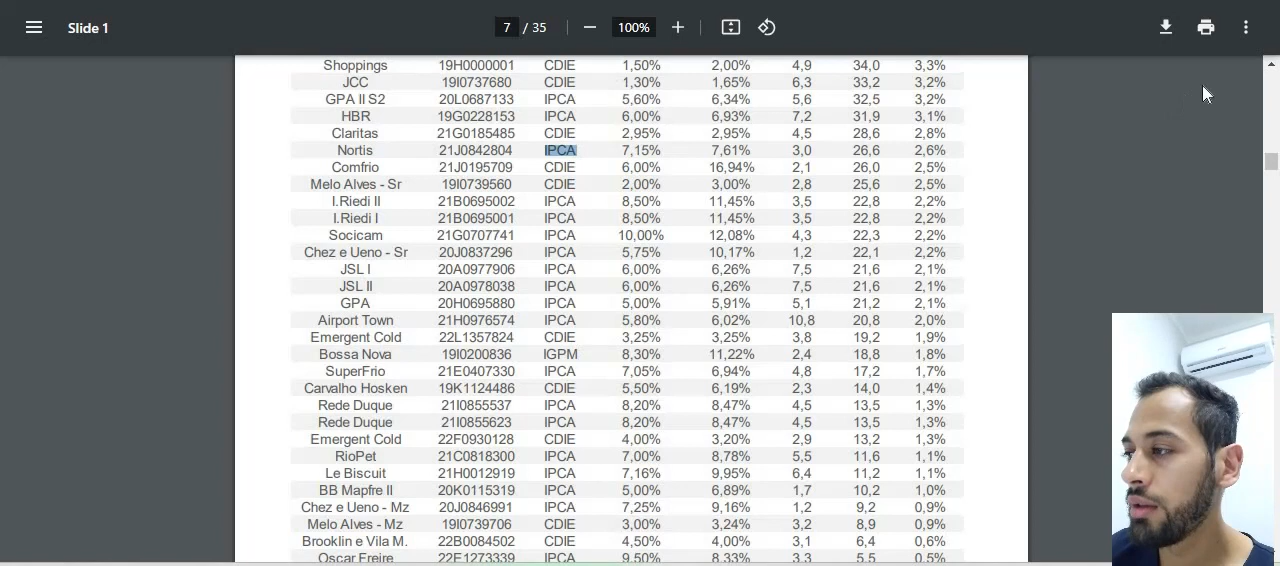 Slide 1 7 / 35 100%
Shoppings 19H0000001 CDIE 1,50% 2,00% 4,9 34,0 3,3%
JCC 19I0737680 CDIE 1,30% 1,65% 6,3 33,2 3,2%
GPA II S2 20L0687133 IPCA 5,60% 6,34% 5,6 32,5 3,2%
HBR 19G0228153 IPCA 6,00% 6,93% 7,2 31,9 3,1%
Claritas 21G0185485 CDIE 2,95% 2,95% 4,5 28,6 2,8%
Nortis 21J0842804 IPCA 7,15% 7,61% 3,0 26,6 2,6%
Comfrio 21J0195709 CDIE 6,00% 16,94% 2,1 26,0 2,5%
Melo Alves - Sr 19I0739560 CDIE 2,00% 3,00% 2,8 25,6 2,5%
I.Riedi II 21B0695002 IPCA 8,50% 11,45% 3,5 22,8 2,2%
I.Riedi I 21B0695001 IPCA 8,50% 11,45% 3,5 22,8 2,2%
Socicam 21G0707741 IPCA 10,00% 12,08% 4,3 22,3 2,2%
Chez e Ueno - Sr 20J0837296 IPCA 5,75% 10,17% 1,2 22,1 2,2%
JSL I 20A0977906 IPCA 6,00% 6,26% 7,5 21,6 2,1%
JSL II 20A0978038 IPCA 6,00% 6,26% 7,5 21,6 2,1%
GPA 20H0695880 IPCA 5,00% 5,91% 5,1 21,2 2,1%
Airport Town 21H0976574 IPCA 5,80% 6,02% 10,8 20,8 2,0%
Emergent Cold 22L1357824 CDIE 3,25% 3,25% 3,8 19,2 1,9%
Bossa Nova 19I0200836 IGPM 8,30% 11,22% 2,4 18,8 1,8%
SuperFrio 21E0407330 IPCA 7,05% 6,94% 4,8 17,2 1,7%
Carvalho Hosken 19K1124486 CDIE 5,50% 6,19% 2,3 14,0 1,4%
Rede Duque 21I0855537 IPCA 8,20% 8,47% 4,5 13,5 1,3%
Rede Duque 21I0855623 IPCA 8,20% 8,47% 4,5 13,5 1,3%
Emergent Cold 22F0930128 CDIE 4,00% 3,20% 2,9 13,2 1,3%
RioPet 21C0818300 IPCA 7,00% 8,78% 5,5 11,6 1,1%
Le Biscuit 21H0012919 IPCA 7,16% 9,95% 6,4 11,2 1,1%
BB Mapfre II 20K0115319 IPCA 5,00% 6,89% 1,7 10,2 1,0%
Chez e Ueno - Mz 20J0846991 IPCA 7,25% 9,16% 1,2 9,2 0,9%
Melo Alves - Mz 19I0739706 CDIE 3,00% 3,24% 3,2 8,9 0,9%
Brooklin e Vila M. 22B0084502 CDIE 4,50% 4,00% 3,1 6,4 0,6%
Oscar Freire 22E1273339 IPCA 9,50% 8,33% 3,3 5,5 0,5%